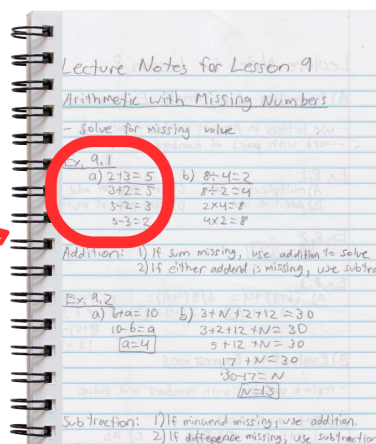 Lecture Notes for Lesson 9
Arithmetic with Missing Numbers
- Solve for missing value
Ex. 9.1
a) 2+3=5 b) 8÷4=2
3+2=5 8÷2=4
5-2=3 2×4=8
5-3=2 4×2=8
Addition: 1) If sum missing, use addition to solve
2) If either addend is missing, use subtra
Ex. 9.2
a) 6+a=10 b) 3+N+2+12=30
10-6=a 3+2+12+N=30
a=4 5+12+N=30
17+N=30
30-17=N
N=13
Subtraction: 1) If minuend missing, use addition.
2) If difference missing, use subtraction